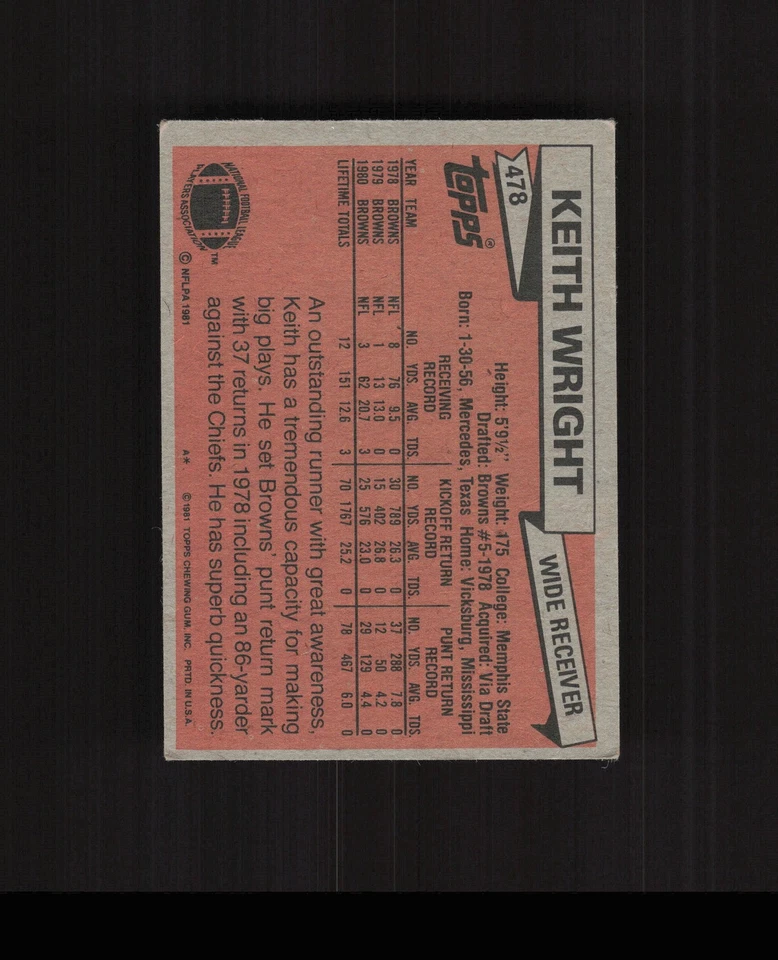 KEITH WRIGHT
WIDE RECEIVER
478
topps®
Height: 5'9½" Weight: 175 College: Memphis State
Drafted: Browns #5-1978 Acquired: Via Draft
Born: 1-30-56, Mercedes, Texas Home: Vicksburg, Mississippi
RECEIVING RECORD KICKOFF RETURN RECORD PUNT RETURN RECORD
YEAR TEAM NO. YDS. AVG. TDS. NO. YDS. AVG. TDS. NO. YDS. AVG. TDS.
1978 BROWNS NFL 8 76 9.5 30 789 26.3 37 288 7.8
1979 BROWNS NFL 1 13 13.0 15 402 26.8 12 50 4.2
1980 BROWNS NFL 3 62 20.7 3 25 576 23.0 29 129 4.4
LIFETIME TOTALS 12 151 12.6 3 70 1767 25.2 0 78 467 6.0 0
An outstanding runner with great awareness,
Keith has a tremendous capacity for making
big plays. He set Browns' punt return mark
with 37 returns in 1978 including an 86-yarder
against the Chiefs. He has superb quickness.
NATIONAL FOOTBALL LEAGUE
PLAYERS ASSOCIATION
TM
© NFLPA 1981
A*
© 1981 TOPPS CHEWING GUM, INC. PRTD. IN U.S.A.